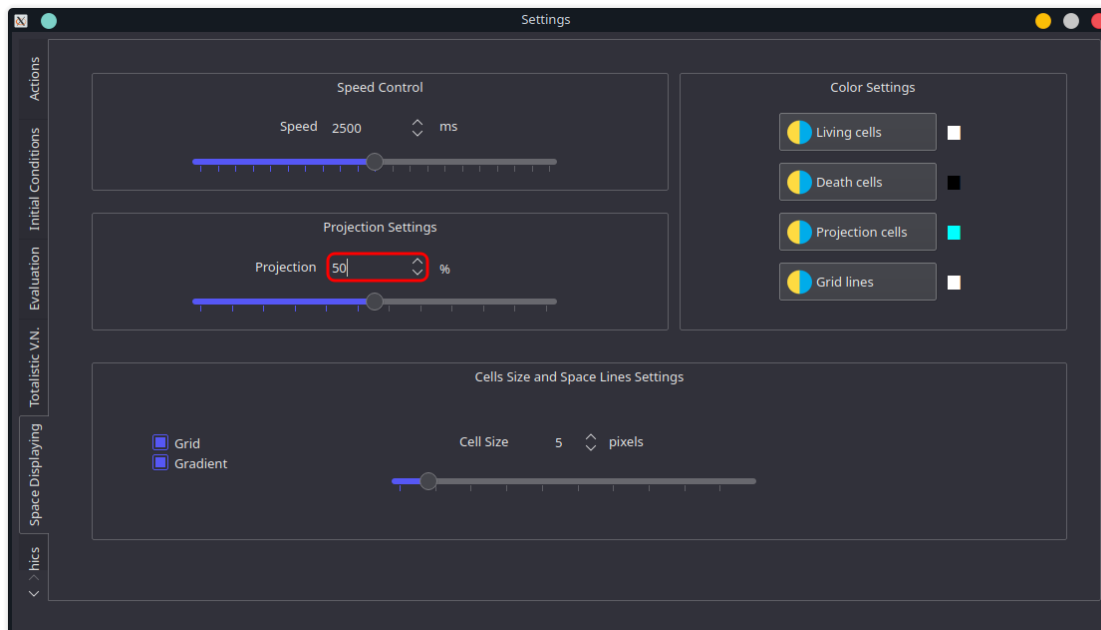 Settings
Actions
Initial Conditions
Evaluation
Totalistic V.N.
Space Displaying
hics
Speed Control
Speed 2500 ms
Projection Settings
Projection 50 %
Color Settings
Living cells
Death cells
Projection cells
Grid lines
Cells Size and Space Lines Settings
Grid
Gradient
Cell Size 5 pixels